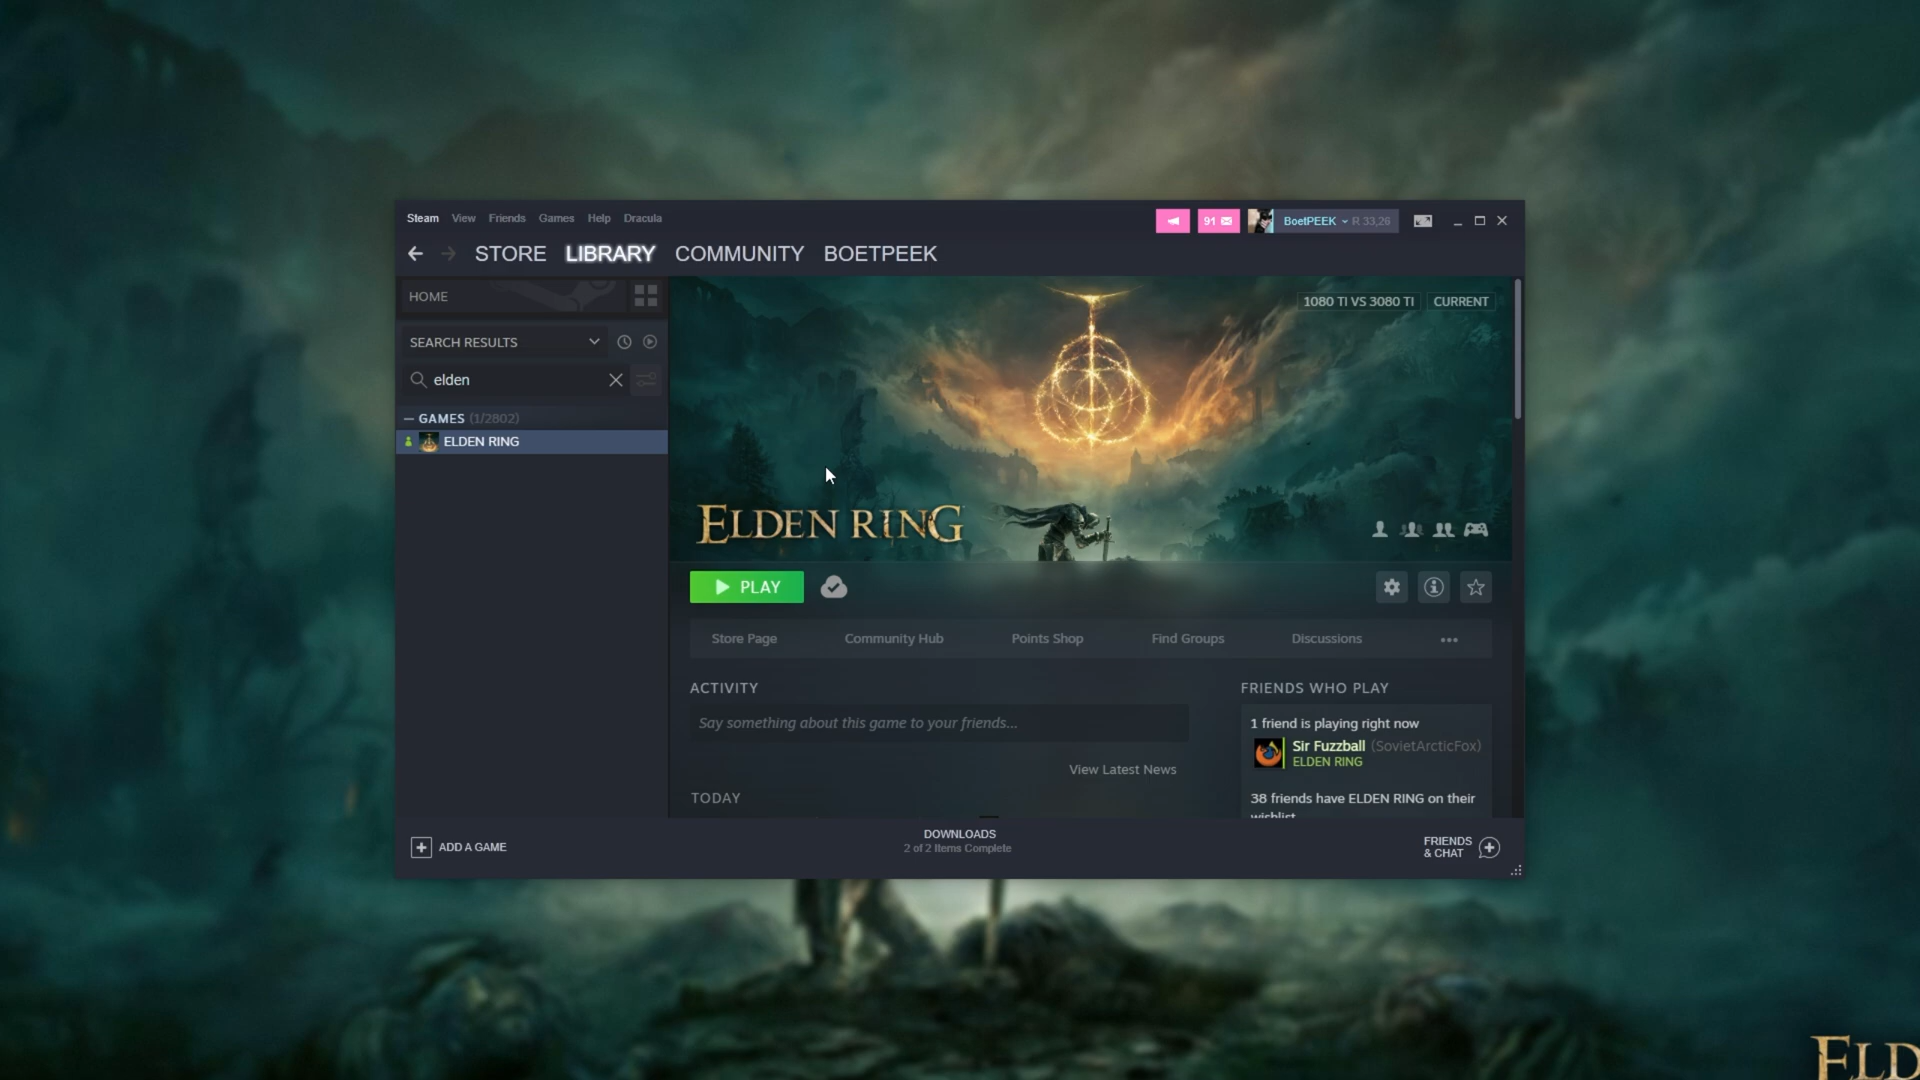 Steam View Friends Games Help Dracula
91 BoetPEEK R 33,26
STORE LIBRARY COMMUNITY BOETPEEK
HOME
SEARCH RESULTS
elden
GAMES (1/2802)
ELDEN RING
1080 TI VS 3080 TI CURRENT
ELDEN RING
PLAY
Store Page Community Hub Points Shop Find Groups Discussions
ACTIVITY
Say something about this game to your friends...
View Latest News
TODAY
FRIENDS WHO PLAY
1 friend is playing right now
Sir Fuzzball (SovietArcticFox)
ELDEN RING
38 friends have ELDEN RING on their
wishlist
ADD A GAME
DOWNLOADS
2 of 2 Items Complete
FRIENDS
& CHAT
ELD